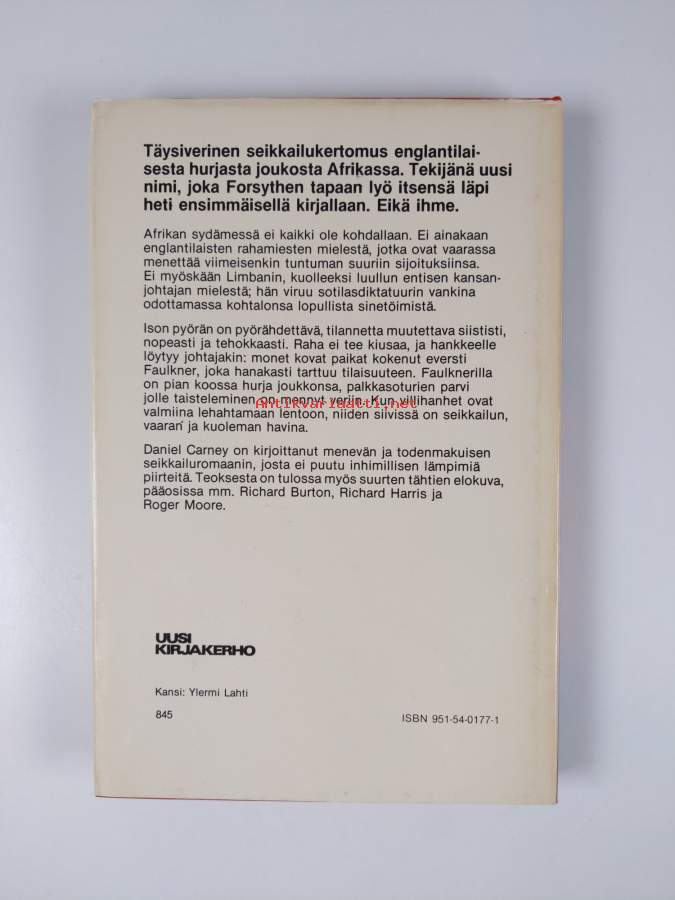 Täysiverinen seikkailukertomus englantilai-
sesta hurjasta joukosta Afrikassa. Tekijänä uusi
nimi, joka Forsythen tapaan lyö itsensä läpi
heti ensimmäisellä kirjallaan. Eikä ihme.
Afrikan sydämessä ei kaikki ole kohdallaan. Ei ainakaan
englantilaisten rahamiesten mielestä, jotka ovat vaarassa
menettää viimeisenkin tuntuman suuriin sijoituksiinsa.
Ei myöskään Limbanin, kuolleeksi luullun entisen kansan-
johtajan mielestä; hän viruu sotilasdiktatuurin vankina
odottamassa kohtalonsa lopullista sinetöimistä.
Ison pyörän on pyörähdettävä, tilannetta muutettava siististi,
nopeasti ja tehokkaasti. Raha ei tee kiusaa, ja hankkeelle
löytyy johtajakin: monet kovat paikat kokenut eversti
Faulkner, joka hanakasti tarttuu tilaisuuteen. Faulknerilla
on pian koossa hurja joukkonsa, palkkasoturien parvi
jolle taisteleminen on mennyt veriin. Kun villihanhet ovat
Antikvariaatti.net
valmiina lehahtamaan lentoon, niiden siivissä on seikkailun,
vaaran ja kuoleman havina.
Daniel Carney on kirjoittanut menevän ja todenmakuisen
seikkailuromaanin, josta ei puutu inhimillisen lämpimiä
piirteitä. Teoksesta on tulossa myös suurten tähtien elokuva,
pääosissa mm. Richard Burton, Richard Harris ja
Roger Moore.
UUSI
KIRJAKERHO
Kansi: Ylermi Lahti
845
ISBN 951-54-0177-1